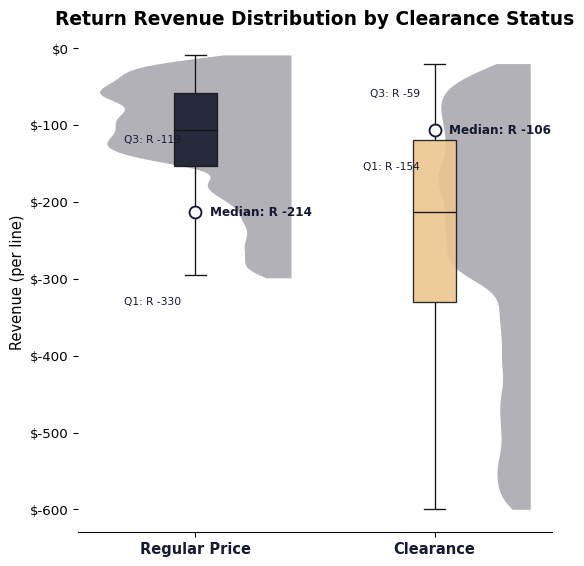 Return Revenue Distribution by Clearance Status
Revenue (per line)
$0
$-100
$-200
$-300
$-400
$-500
$-600
Q3: R -119
Median: R -214
Q1: R -330
Q3: R -59
Median: R -106
Q1: R -154
Regular Price
Clearance